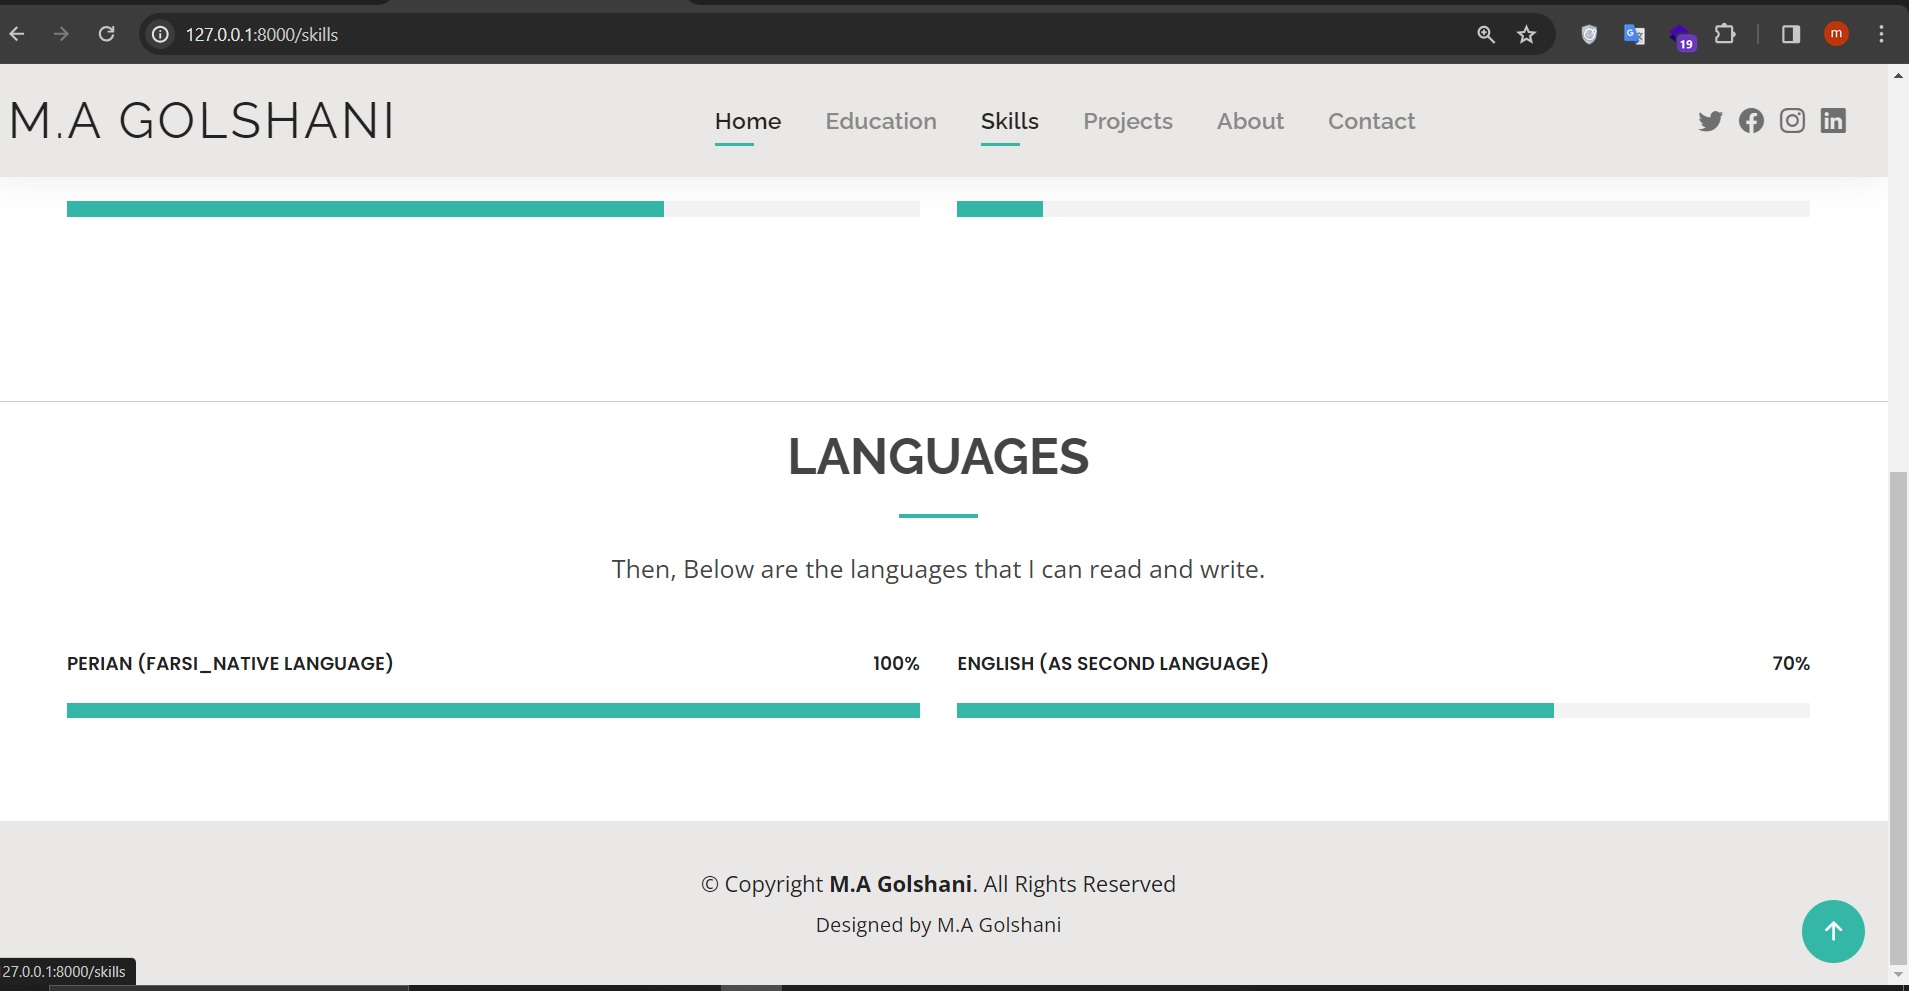 127.0.0.1:8000/skills
19
m
M.A GOLSHANI
Home Education Skills Projects About Contact
LANGUAGES
Then, Below are the languages that I can read and write.
PERIAN (FARSI_NATIVE LANGUAGE) 100%
ENGLISH (AS SECOND LANGUAGE) 70%
© Copyright M.A Golshani. All Rights Reserved
Designed by M.A Golshani
27.0.0.1:8000/skills